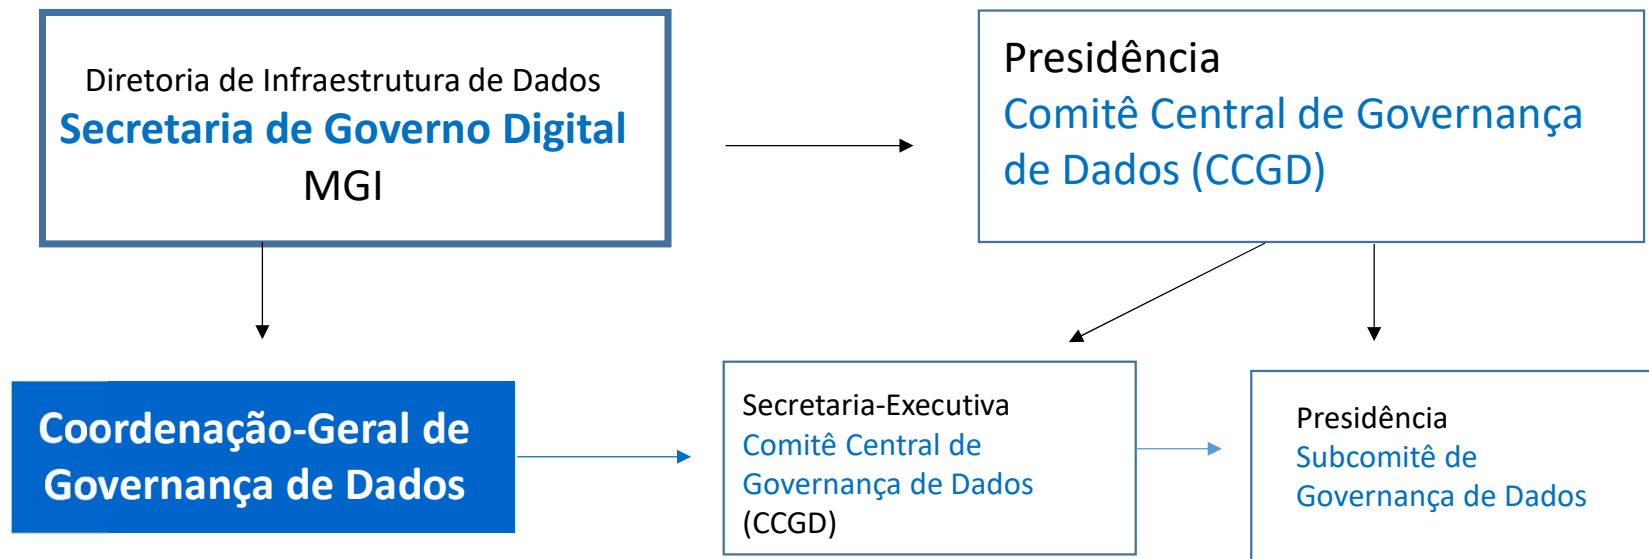 Diretoria de Infraestrutura de Dados
Secretaria de Governo Digital
MGI
Presidência
Comitê Central de Governança
de Dados (CCGD)
Coordenação-Geral de
Governança de Dados
Secretaria-Executiva
Comitê Central de
Governança de Dados
(CCGD)
Presidência
Subcomitê de
Governança de Dados